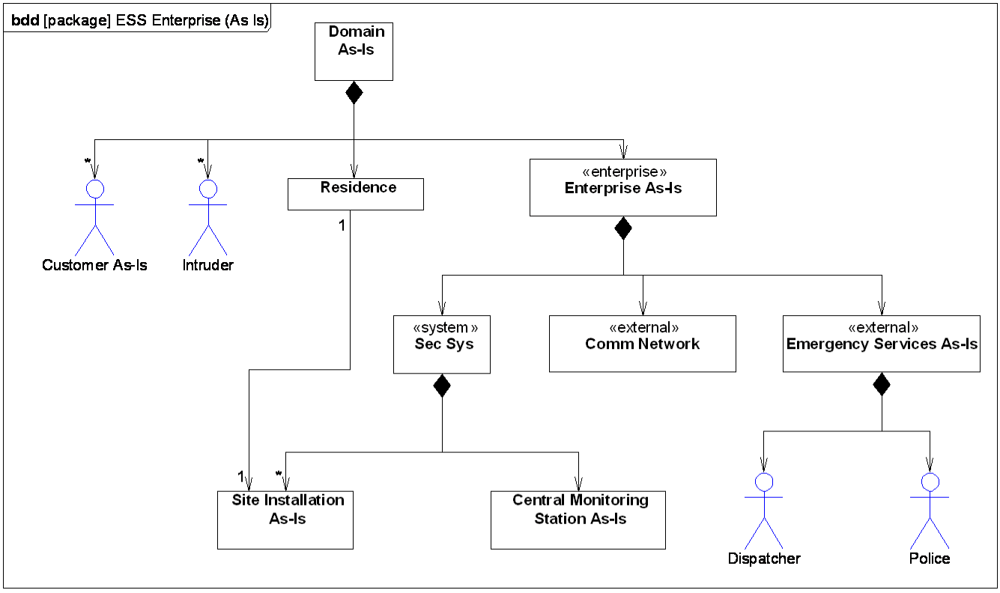 bdd [package] ESS Enterprise (As Is)
Domain
As-Is
*
*
Customer As-Is
Intruder
Residence
1
«enterprise»
Enterprise As-Is
«system »
Sec Sys
«external»
Comm Network
«external»
Emergency Services As-Is
1
*
Site Installation
As-Is
Central Monitoring
Station As-Is
Dispatcher
Police